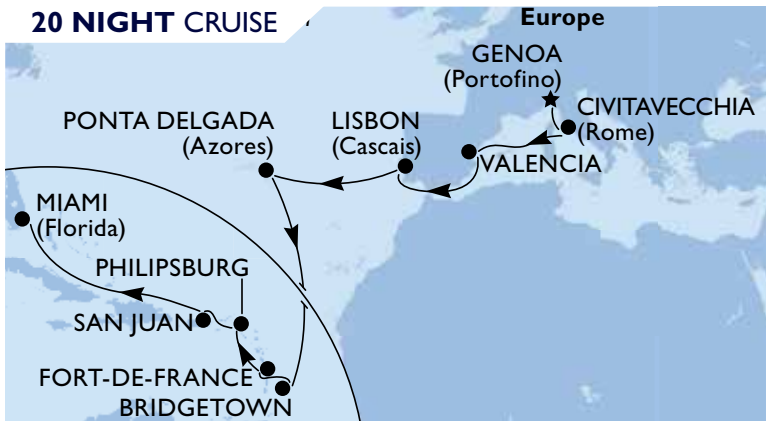 20 NIGHT CRUISE
Europe
GENOA
(Portofino)
CIVITAVECCHIA
(Rome)
PONTA DELGADA
(Azores)
LISBON
(Cascais)
VALENCIA
MIAMI
(Florida)
PHILIPSBURG
SAN JUAN
FORT-DE-FRANCE
BRIDGETOWN